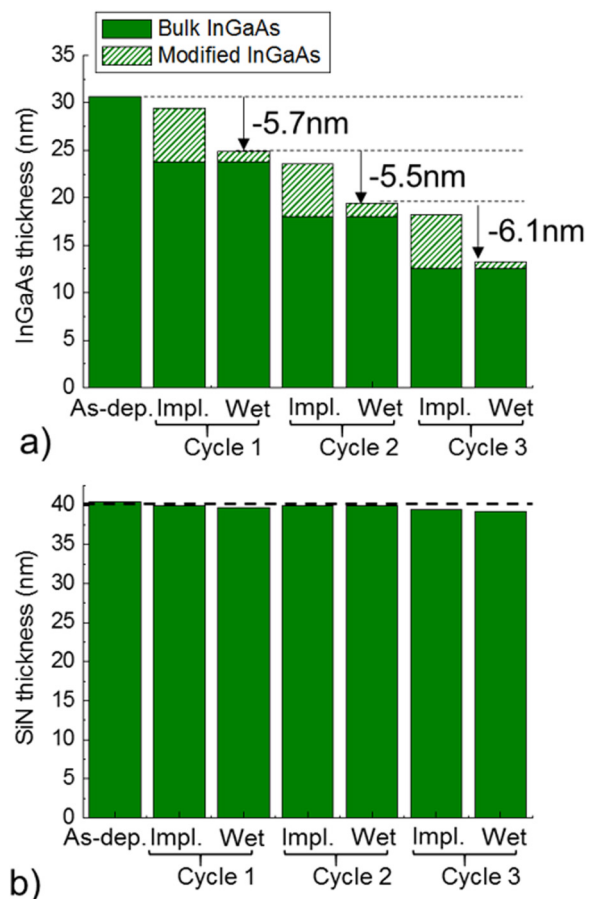 Bulk InGaAs
Modified InGaAs
InGaAs thickness (nm)
35
30
25
20
15
10
5
0
-5.7nm
-5.5nm
-6.1nm
As-dep. Impl. Wet Impl. Wet Impl. Wet
Cycle 1 Cycle 2 Cycle 3
a)
SiN thickness (nm)
40
35
30
25
20
15
10
5
0
As-dep. Impl. Wet Impl. Wet Impl. Wet
Cycle 1 Cycle 2 Cycle 3
b)